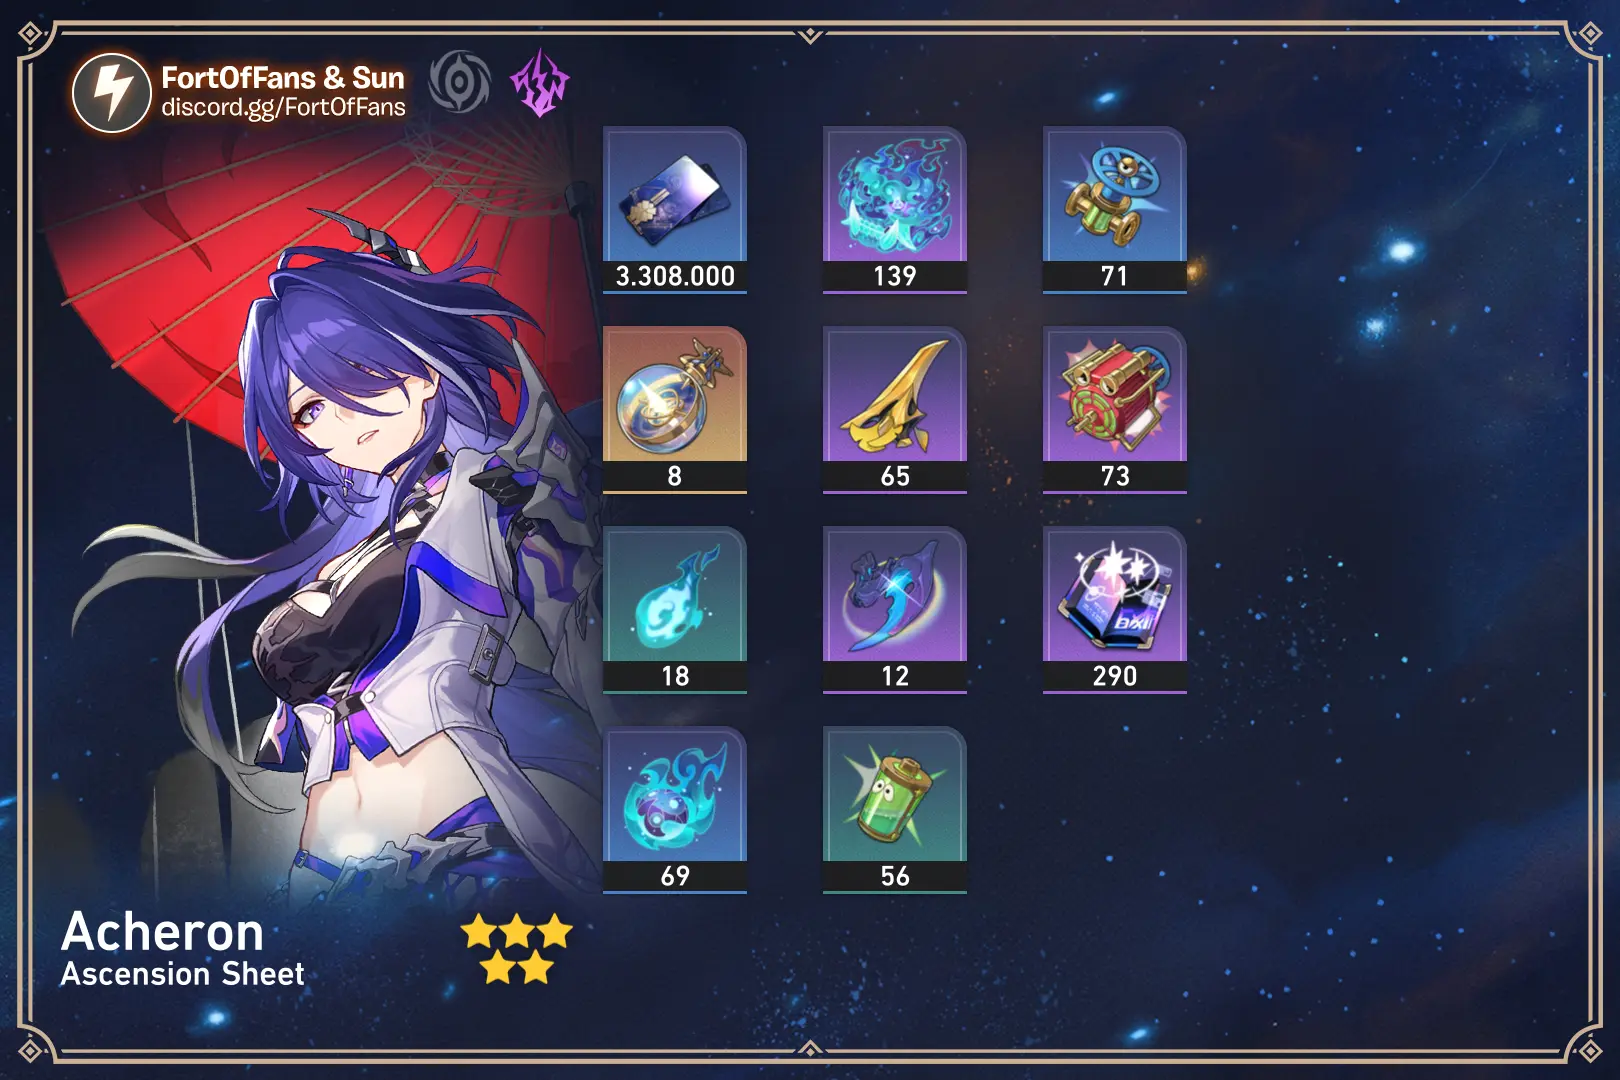 FortOfFans & Sun
discord.gg/FortOfFans
3.308.000
139
71
8
65
73
18
12
290
69
56
Acheron
Ascension Sheet